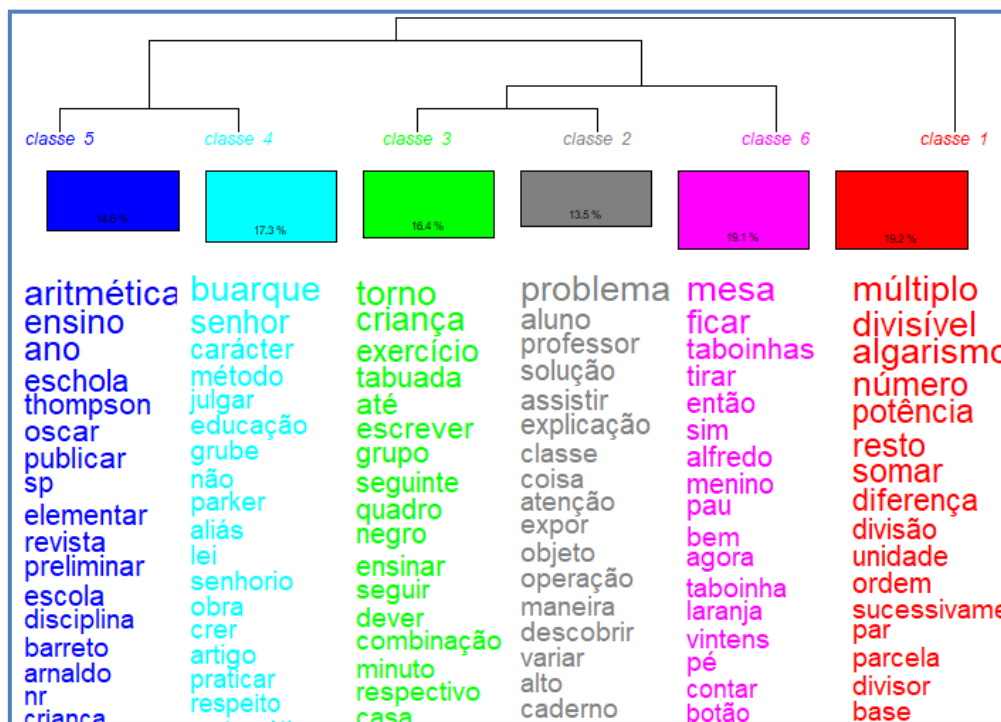 classe 5
classe 4
classe 3
classe 2
classe 6
classe 1
14.6 %
17.3 %
16.4 %
13.5 %
19.1 %
19.2 %
aritmética
ensino
ano
eschola
thompson
oscar
publicar
sp
elementar
revista
preliminar
escola
disciplina
barreto
arnaldo
nr
criança
buarque
senhor
carácter
método
julgar
educação
grube
não
parker
aliás
lei
senhorio
obra
crer
artigo
praticar
respeito
torno
criança
exercício
tabuada
até
escrever
grupo
seguinte
quadro
negro
ensinar
seguir
dever
combinação
minuto
respectivo
casa
problema
aluno
professor
solução
assistir
explicação
classe
coisa
atenção
expor
objeto
operação
maneira
descobrir
variar
alto
caderno
mesa
ficar
taboinhas
tirar
então
sim
alfredo
menino
pau
bem
agora
taboinha
laranja
vintens
pé
contar
botão
múltiplo
divisível
algarismo
número
potência
resto
somar
diferença
divisão
unidade
ordem
sucessivame
par
parcela
divisor
base